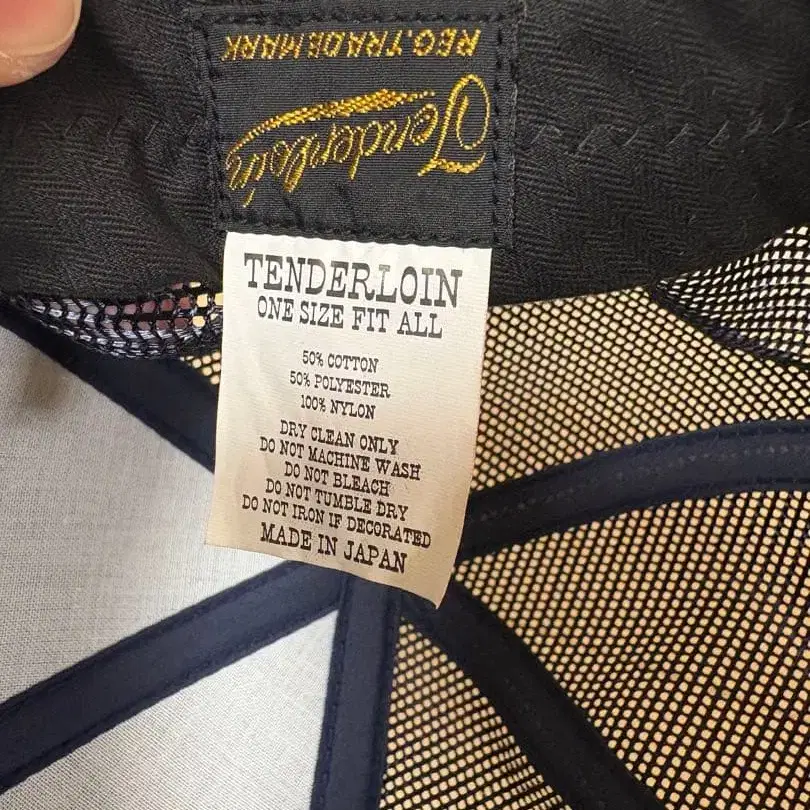 Tenderloin
REG.TRADEMARK
TENDERLOIN
ONE SIZE FIT ALL
50% COTTON
50% POLYESTER
100% NYLON
DRY CLEAN ONLY
DO NOT MACHINE WASH
DO NOT BLEACH
DO NOT TUMBLE DRY
DO NOT IRON IF DECORATED
MADE IN JAPAN